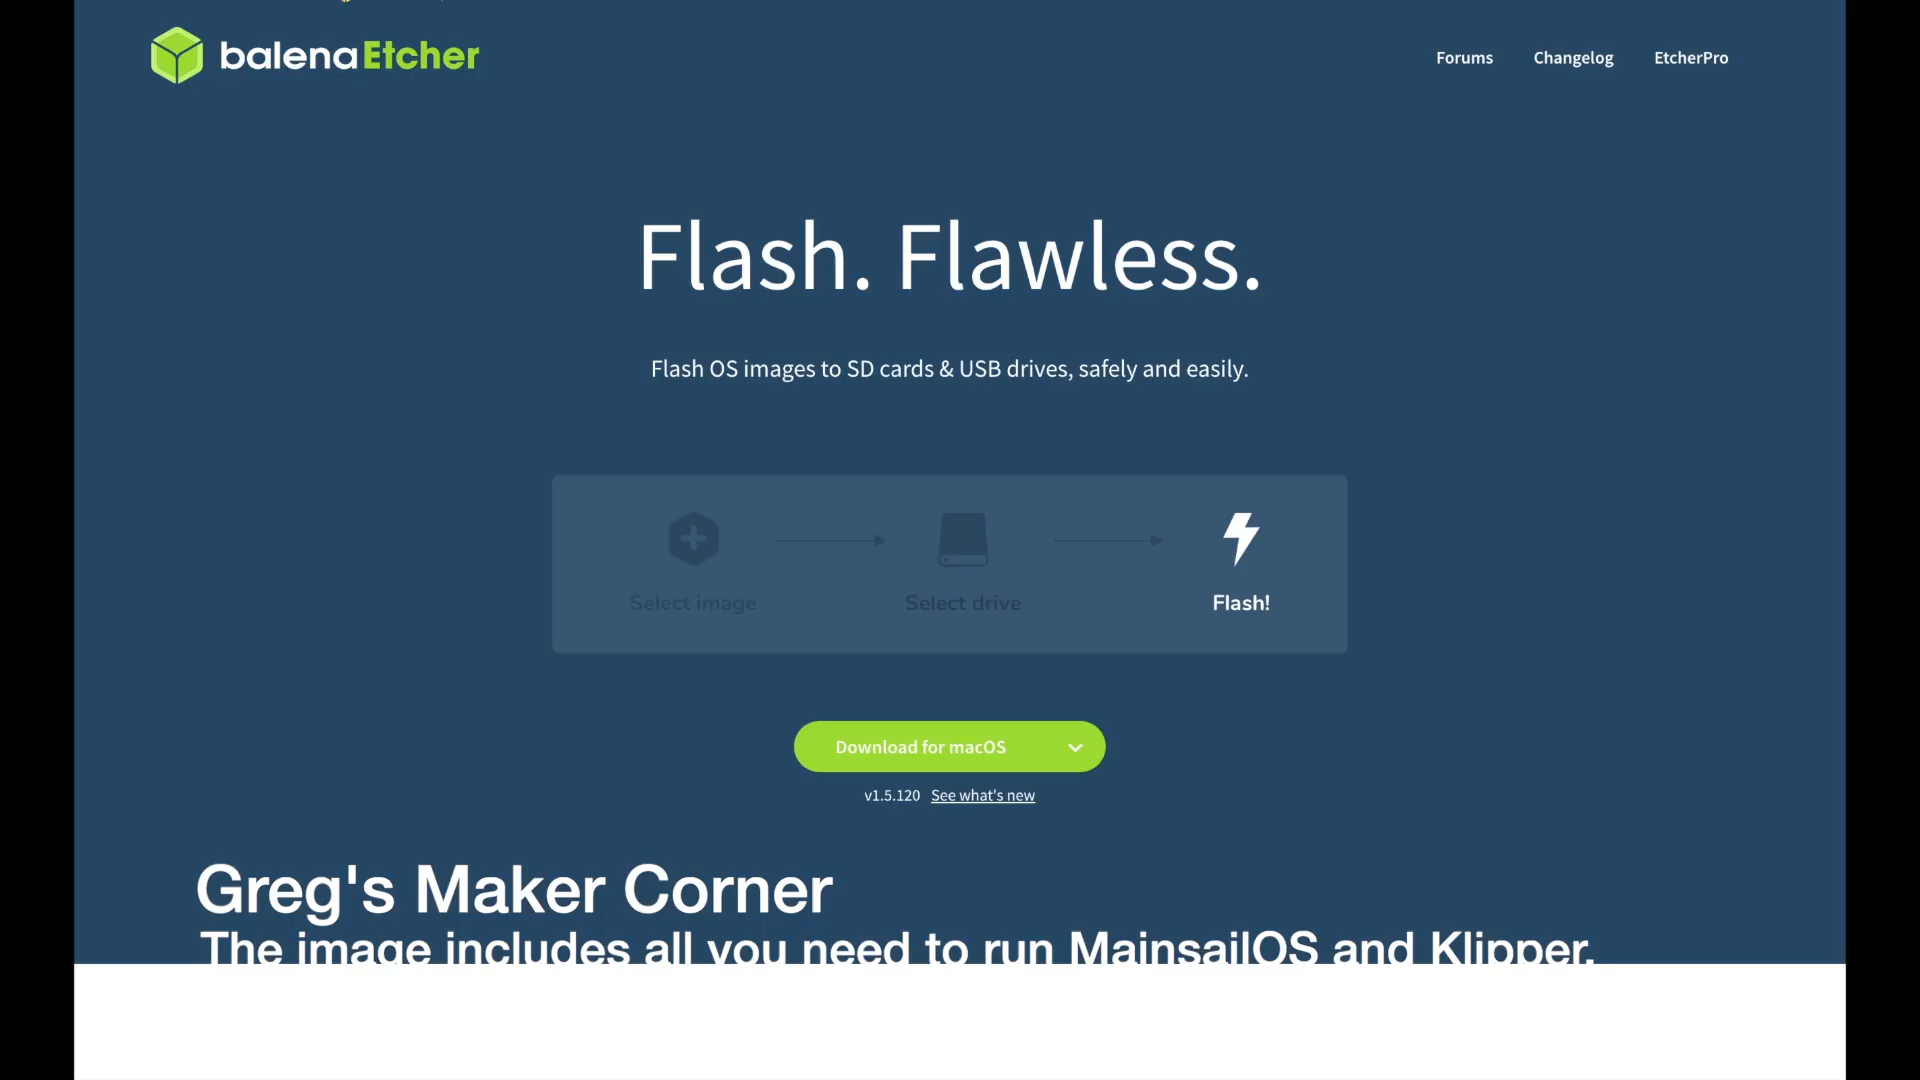 balenaEtcher
Forums Changelog EtcherPro
Flash. Flawless.
Flash OS images to SD cards & USB drives, safely and easily.
Select image Select drive Flash!
Download for macOS
v1.5.120 See what's new
Greg's Maker Corner
The image includes all you need to run MainsailOS and Klipper.